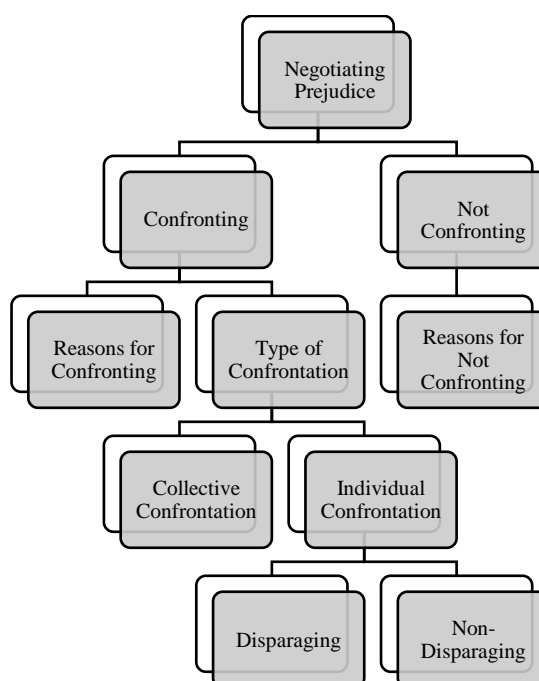 Negotiating
Prejudice
Confronting
Not
Confronting
Reasons for
Confronting
Type of
Confrontation
Reasons for
Not
Confronting
Collective
Confrontation
Individual
Confrontation
Disparaging
Non-
Disparaging